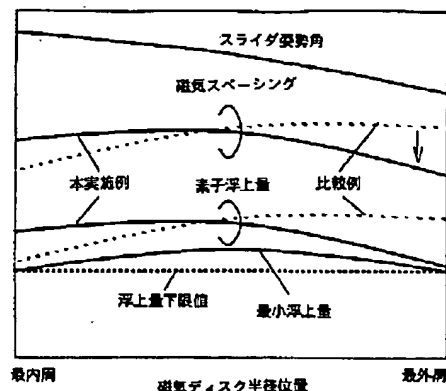 スライダ姿勢角
磁気スペーシング
本実施例
素子浮上量
比較例
浮上量下限値
最小浮上量
最内周
最外周
磁気ディスク半径位置